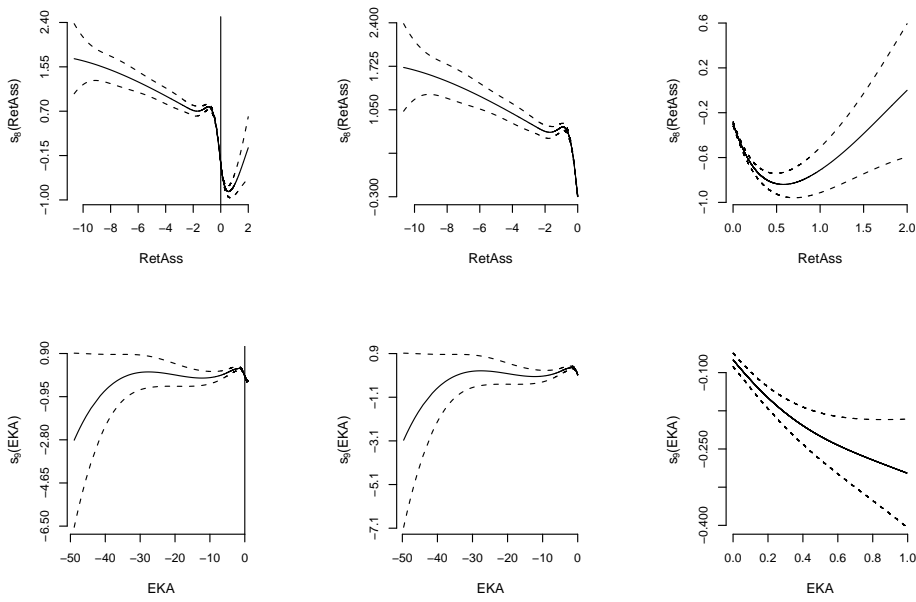 s8(RetAss)
2.40
1.55
0.70
−0.15
−1.00
−10 −8 −6 −4 −2 0 2
RetAss
s8(RetAss)
2.400
1.725
1.050
−0.300
−10 −8 −6 −4 −2 0
RetAss
s8(RetAss)
0.6
0.2
−0.2
−0.6
−1.0
0.0 0.5 1.0 1.5 2.0
RetAss
s9(EKA)
0.90
−0.95
−2.80
−4.65
−6.50
−50 −40 −30 −20 −10 0
EKA
s9(EKA)
0.9
−1.1
−3.1
−5.1
−7.1
−50 −40 −30 −20 −10 0
EKA
s9(EKA)
−0.100
−0.250
−0.400
0.0 0.2 0.4 0.6 0.8 1.0
EKA